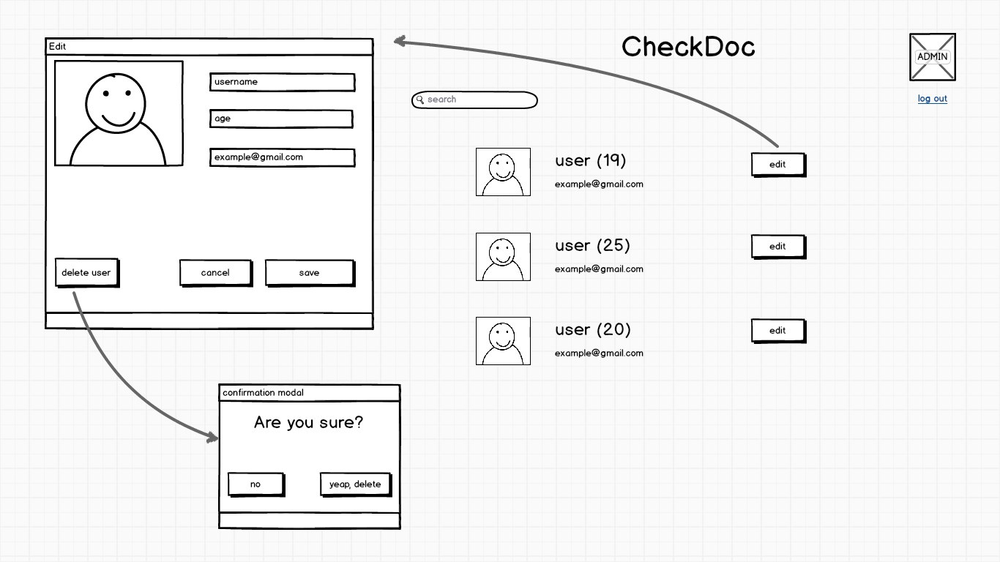 Edit
username
age
example@gmail.com
delete user
cancel
save
confirmation modal
Are you sure?
no
yeap, delete
CheckDoc
ADMIN
log out
search
user (19)
example@gmail.com
edit
user (25)
example@gmail.com
edit
user (20)
example@gmail.com
edit